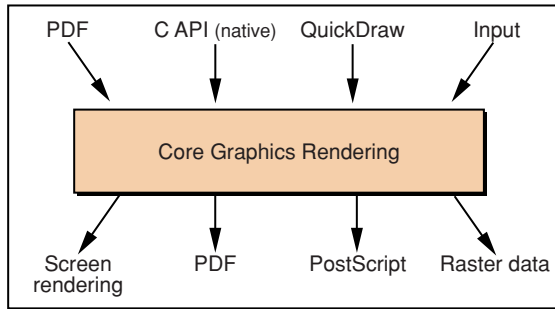 PDF C API (native) QuickDraw Input
Core Graphics Rendering
Screen rendering PDF PostScript Raster data